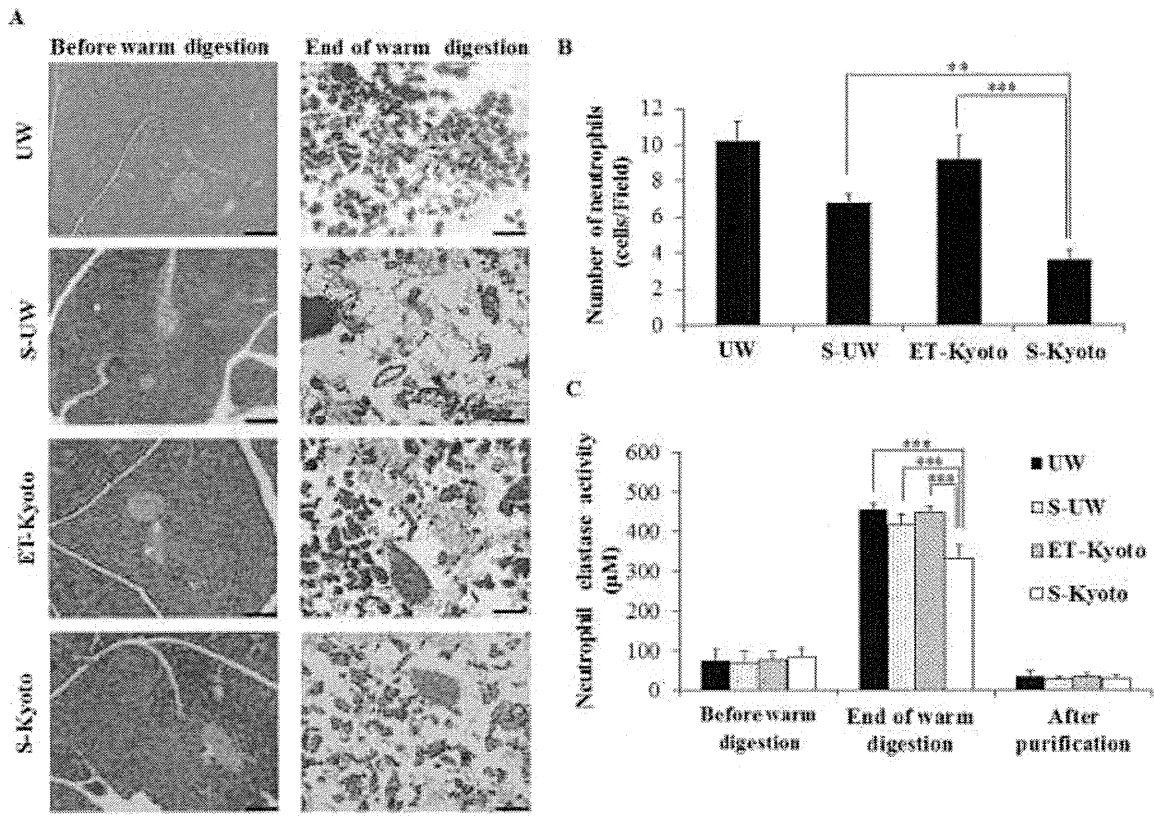 A
Before warm digestion
End of warm digestion
UW
S-UW
ET-Kyoto
S-Kyoto
B
Number of neutrophils
(cells/Field)
12
10
8
6
4
2
0
**
***
UW
S-UW
ET-Kyoto
S-Kyoto
C
Neutrophil elastase activity
(μM)
600
500
400
300
200
100
0
***
***
***
UW
S-UW
ET-Kyoto
S-Kyoto
Before warm
digestion
End of warm
digestion
After
purification